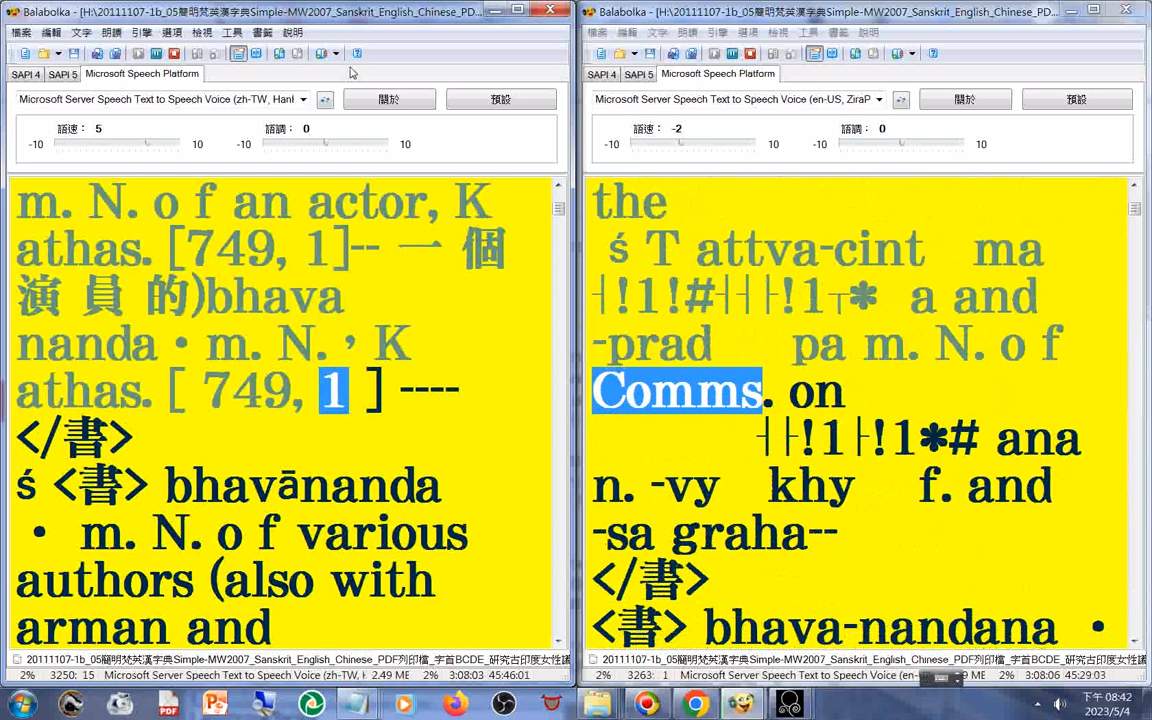 Balabolka - [H:\20111107-1b_05簡明梵英漢字典Simple-MW2007_Sanskrit_English_Chinese_PD...
檔案 編輯 文字 朗讀 引擎 選項 檢視 工具 書籤 說明
SAPI 4 SAPI 5 Microsoft Speech Platform
Microsoft Server Speech Text to Speech Voice (zh-TW, HanH 關於 預設
語速： 5 語調： 0
-10 10 -10 10
m. N. o f an actor, K
athas. [749, 1]-- 一 個
演 員 的)bhava
nanda • m. N. ，K
athas. [ 749, 1 ] ----
</書>
ś <書> bhavānanda
• m. N. o f various
authors (also with
arman and
20111107-1b_05簡明梵英漢字典Simple-MW2007_Sanskrit_English_Chinese_PDF列印檔_字首BCDE_研究古印度女性議
2% 3250: 15 Microsoft Server Speech Text to Speech Voice (zh-TW, H 2.49 ME 2% 3:08:03 45:46:01
Balabolka - [H:\20111107-1b_05簡明梵英漢字典Simple-MW2007_Sanskrit_English_Chinese_PD...
檔案 編輯 文字 朗讀 引擎 選項 檢視 工具 書籤 說明
SAPI 4 SAPI 5 Microsoft Speech Platform
Microsoft Server Speech Text to Speech Voice (en-US, ZiraP 關於 預設
語速： -2 語調： 0
-10 10 -10 10
the
ś T attva-cint ma
┤!1!#┤┤├!1┬✽ a and
-prad pa m. N. o f
Comms. on
┤├!1├!1✽# ana
n. -vy khy f. and
-sa graha--
</書>
<書> bhava-nandana •
20111107-1b_05簡明梵英漢字典Simple-MW2007_Sanskrit_English_Chinese_PDF列印檔_字首BCDE_研究古印度女性議
2% 3263: 1 Microsoft Server Speech Text to Speech Voice (en-US, 9 ME 2% 3:08:06 45:29:03
下午 08:42
2023/5/4